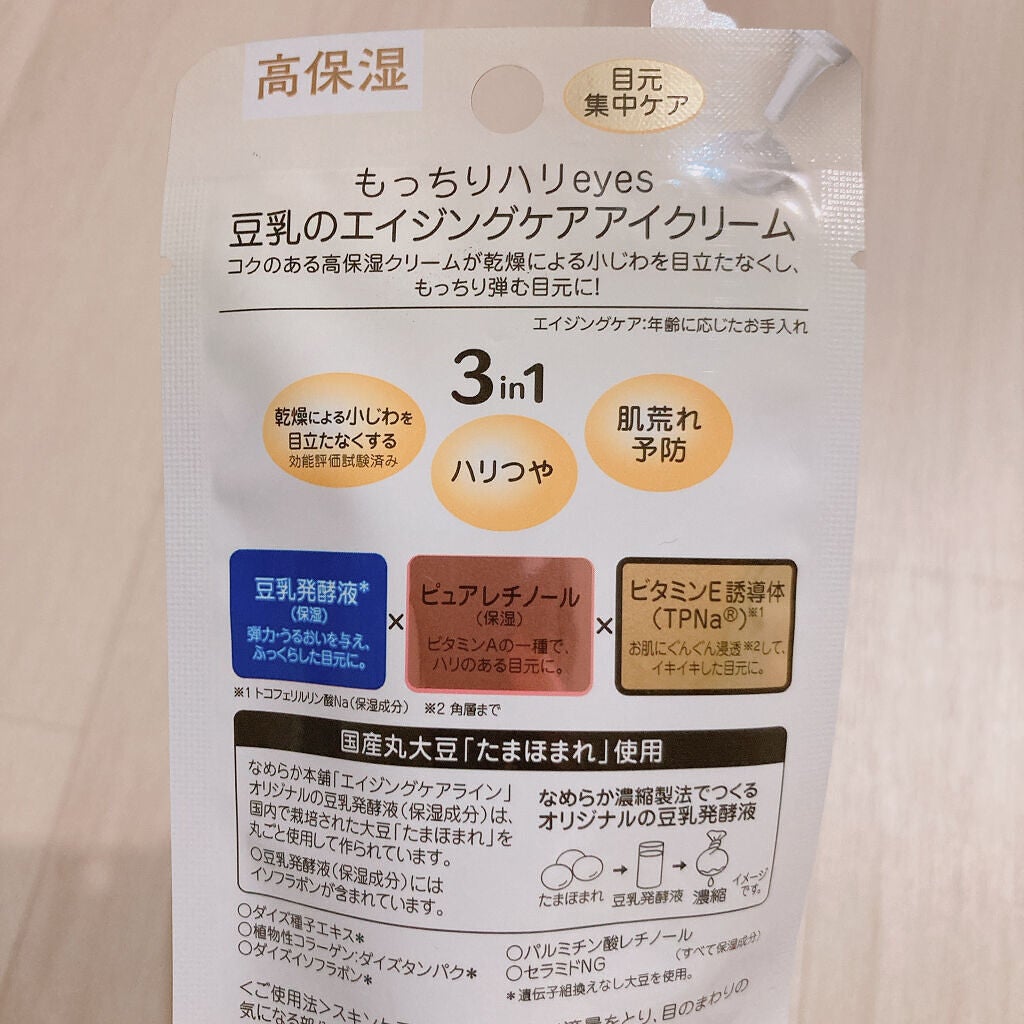 高保湿
目元
集中ケア
もっちりハリeyes
豆乳のエイジングケアアイクリーム
コクのある高保湿クリームが乾燥による小じわを目立たなくし、
もっちり弾む目元に!
エイジングケア:年齢に応じたお手入れ
3in1
乾燥による小じわを
目立たなくする
効能評価試験済み
ハリつや
肌荒れ
予防
豆乳発酵液*
(保湿)
弾力・うるおいを与え、
ふっくらした目元に。
×
ピュアレチノール
(保湿)
ビタミンAの一種で、
ハリのある目元に。
×
ビタミンE誘導体
(TPNa®)※1
お肌にぐんぐん浸透※2して、
イキイキした目元に。
※1 トコフェリルリン酸Na(保湿成分) ※2 角層まで
国産丸大豆「たまほまれ」使用
なめらか本舗「エイジングケアライン」
オリジナルの豆乳発酵液(保湿成分)は、
国内で栽培された大豆「たまほまれ」を
丸ごと使用して作られています。
○豆乳発酵液(保湿成分)には
イソフラボンが含まれています。
なめらか濃縮製法でつくる
オリジナルの豆乳発酵液
たまほまれ
豆乳発酵液
濃縮
イメージ
です。
○ダイズ種子エキス*
○植物性コラーゲン:ダイズタンパク*
○ダイズイソフラボン*
○パルミチン酸レチノール
○セラミドNG
(すべて保湿成分)
*遺伝子組換えなし大豆を使用。
<ご使用法>スキンケ
気になる部
量をとり、目のまわりの